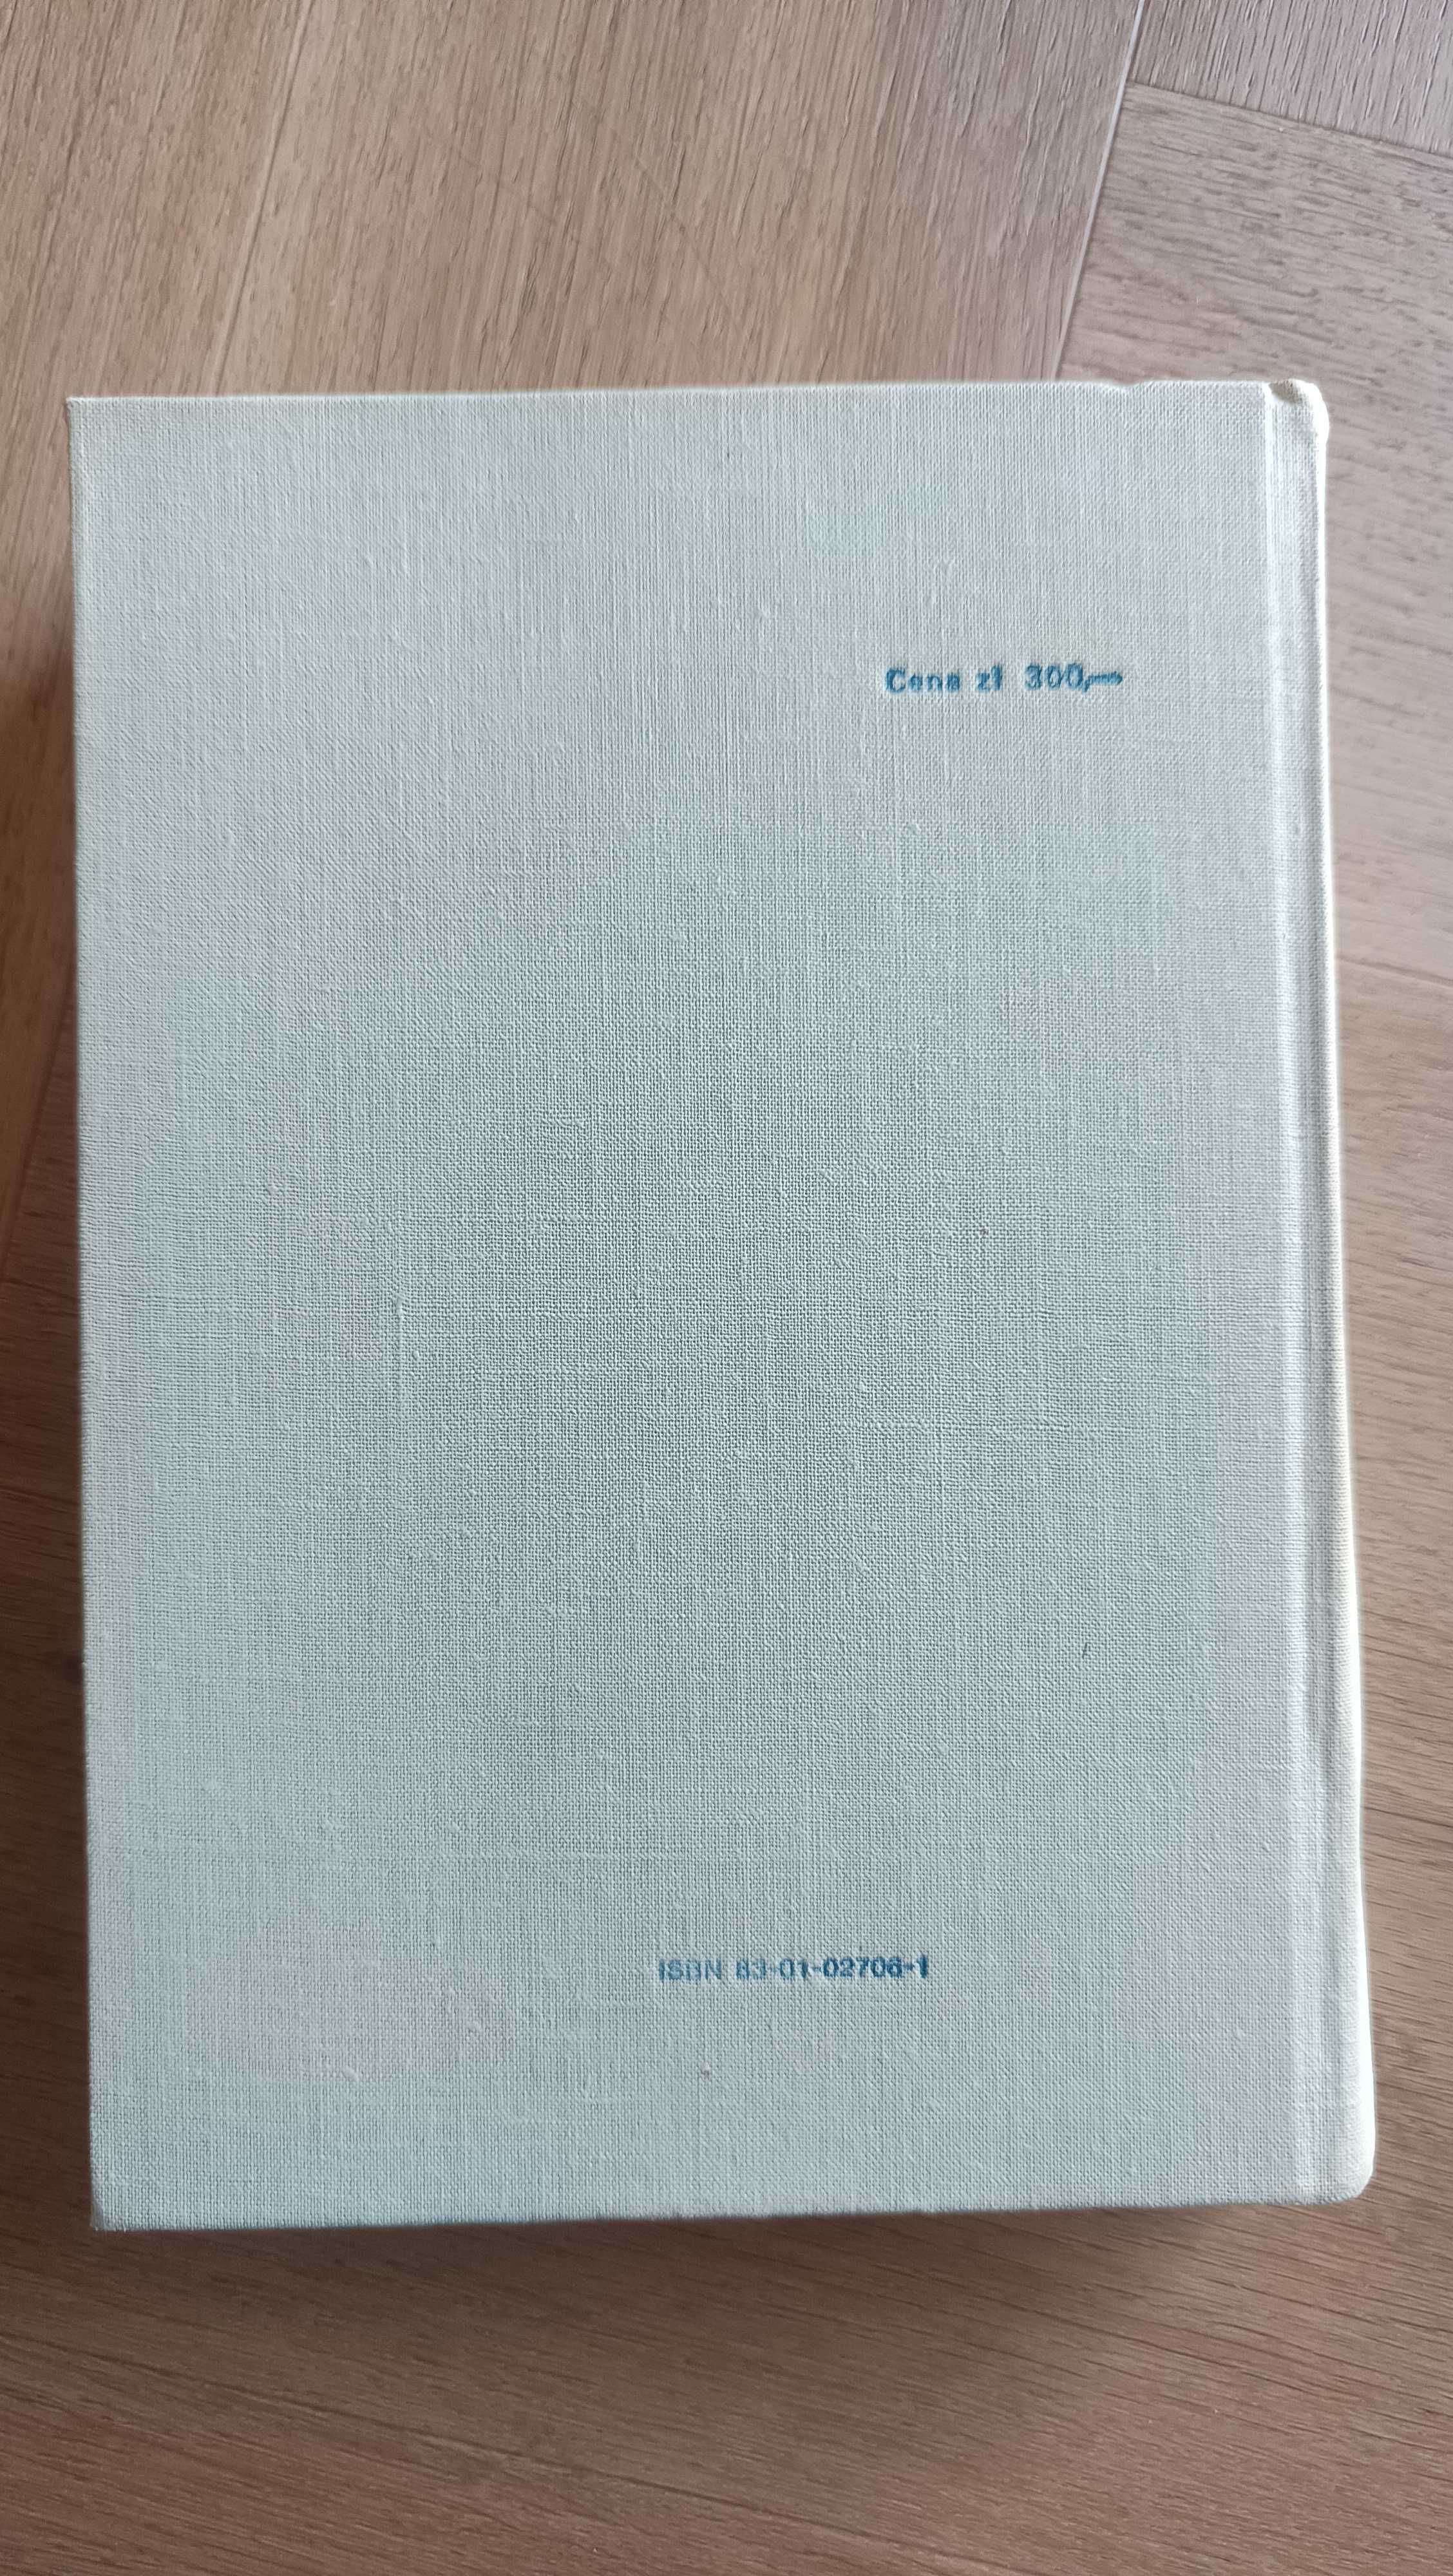 Cena zł 300,—
ISBN 83-01-02706-1